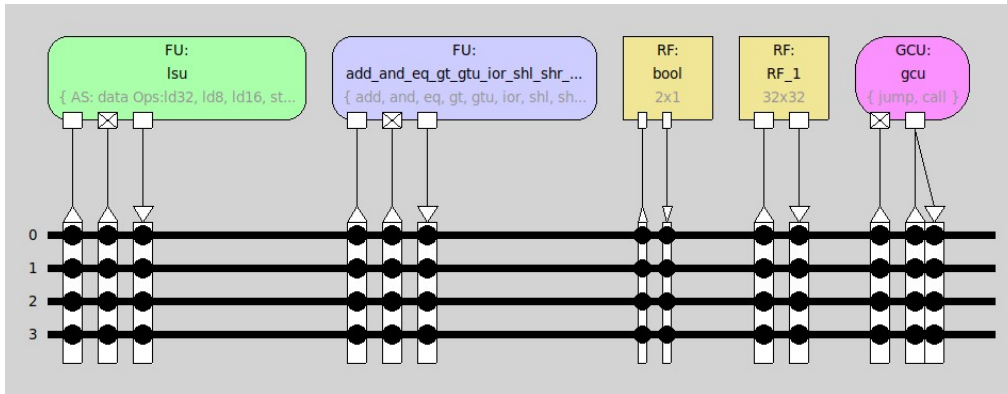 FU:
lsu
{ AS: data Ops:ld32, ld8, ld16, st...
FU:
add_and_eq_gt_gtu_ior_shl_shr_...
{ add, and, eq, gt, gtu, ior, shl, sh...
RF:
bool
2x1
RF:
RF_1
32x32
GCU:
gcu
{ jump, call }
0
1
2
3